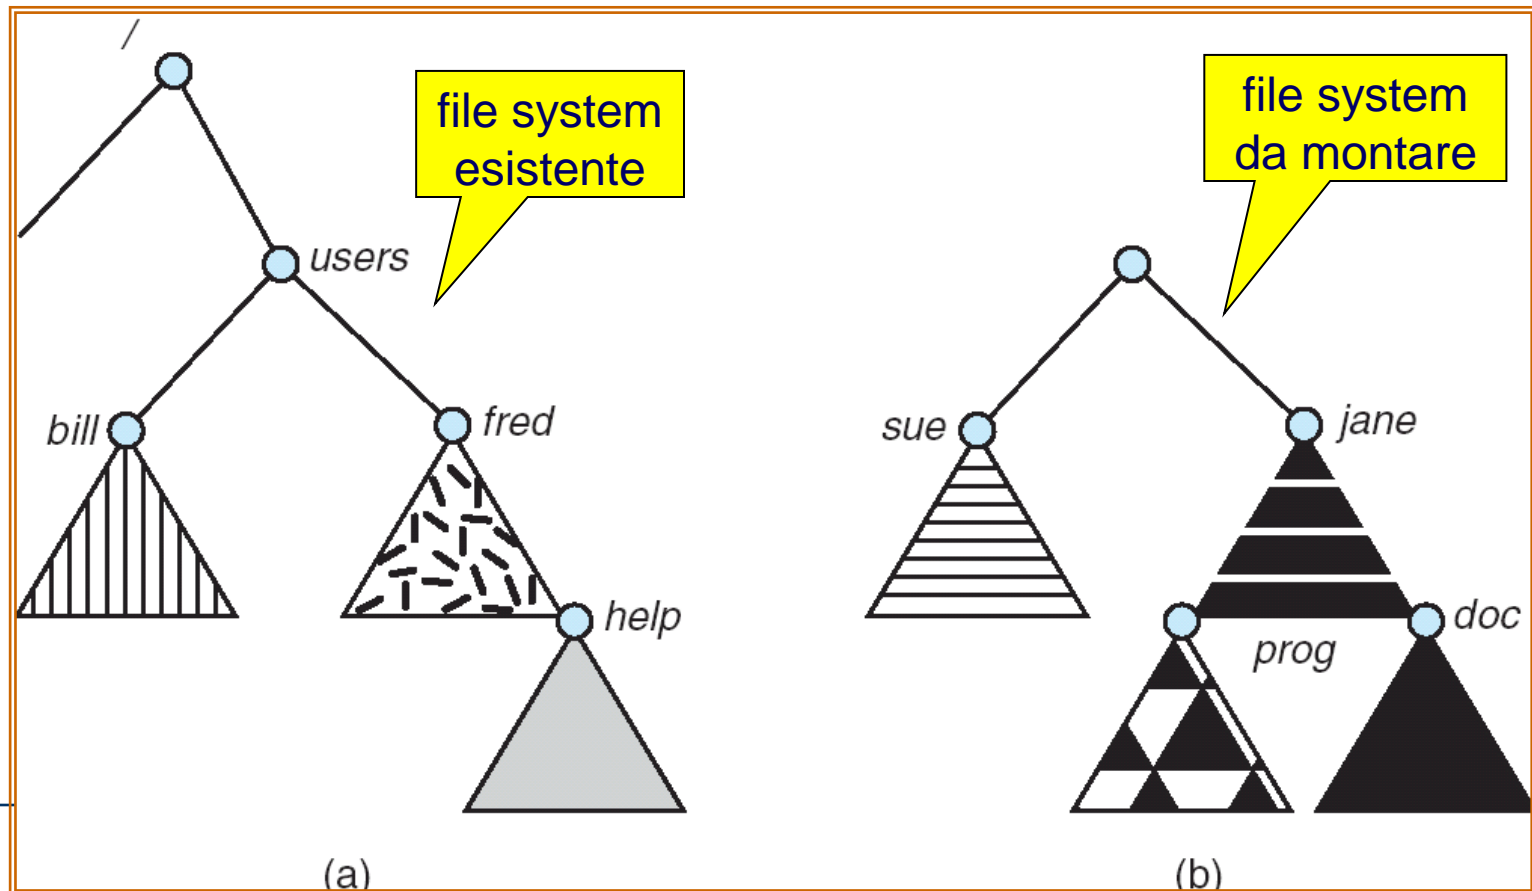 /
file system
esistente
file system
da montare
users
bill
fred
sue
jane
help
prog
doc
(a)
(b)